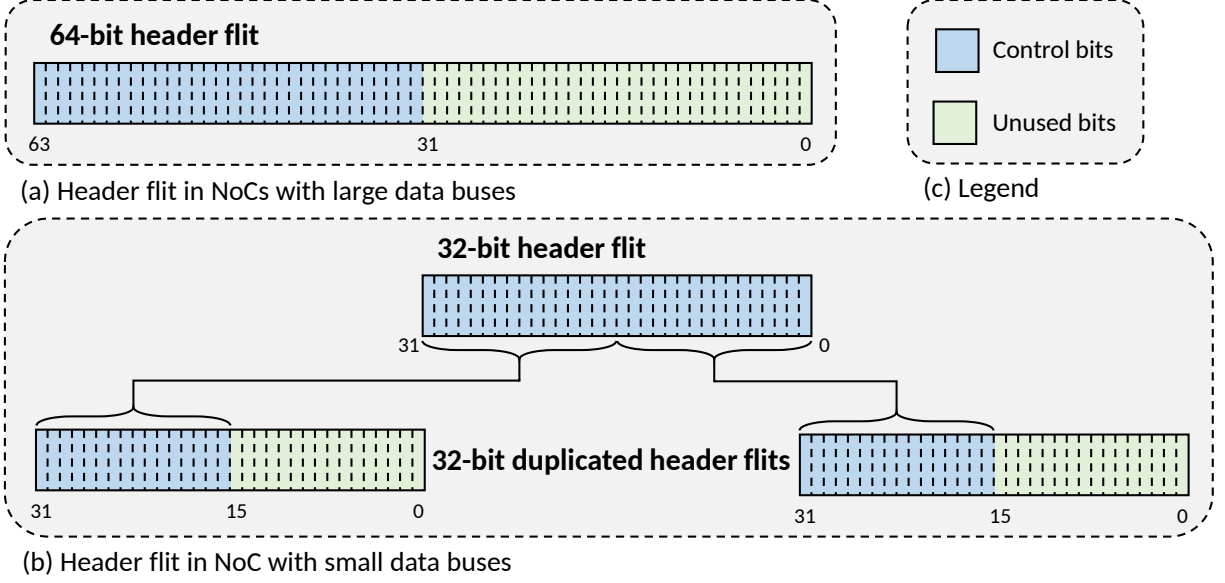 64-bit header flit
63
31
0
(a) Header flit in NoCs with large data buses
Control bits
Unused bits
(c) Legend
32-bit header flit
31
0
32-bit duplicated header flits
31
15
0
31
15
0
(b) Header flit in NoC with small data buses